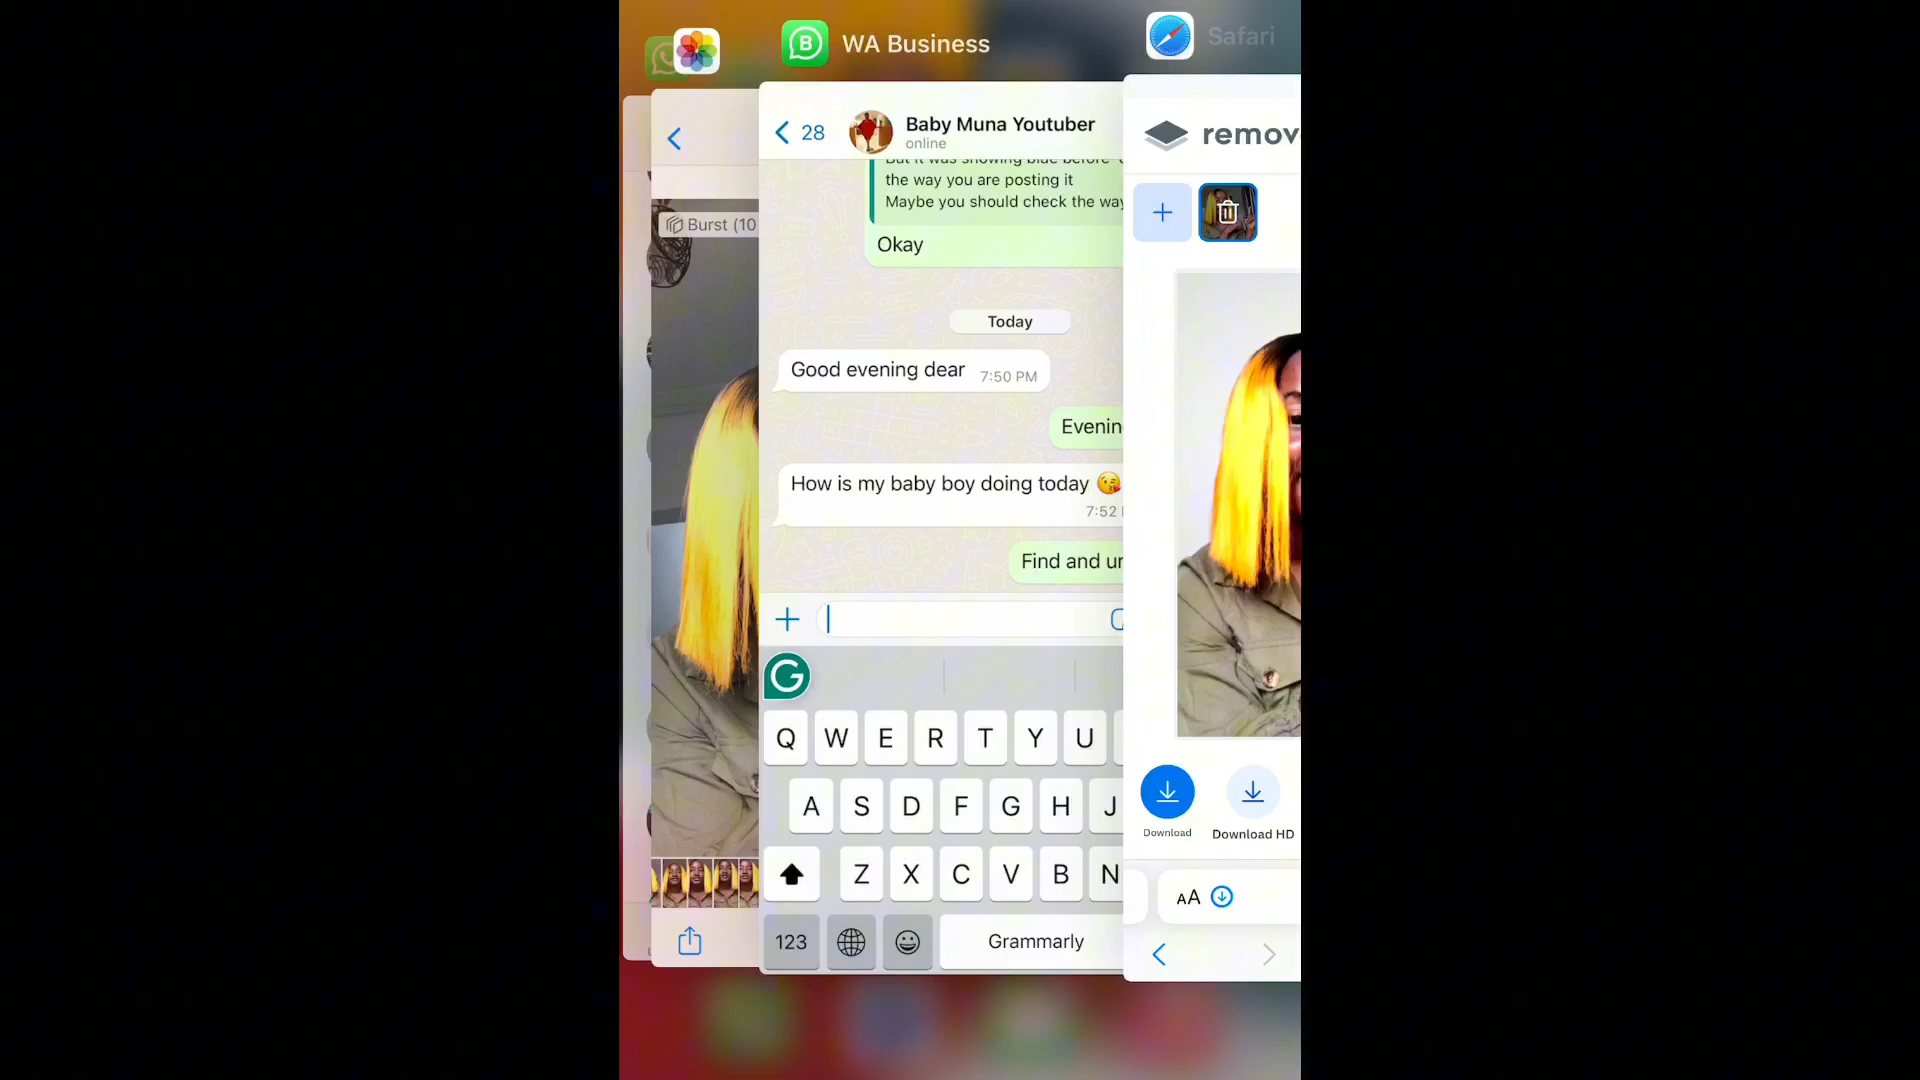 WA Business
Safari
28
Baby Muna Youtuber
online
the way you are posting it
Maybe you should check the way
Okay
Today
Good evening dear
7:50 PM
Evenin
How is my baby boy doing today 😘
7:52
Find and ur
Burst (10
remov
Download
Download HD
AA
G
Q W E R T Y U
A S D F G H J
Z X C V B N
123
Grammarly